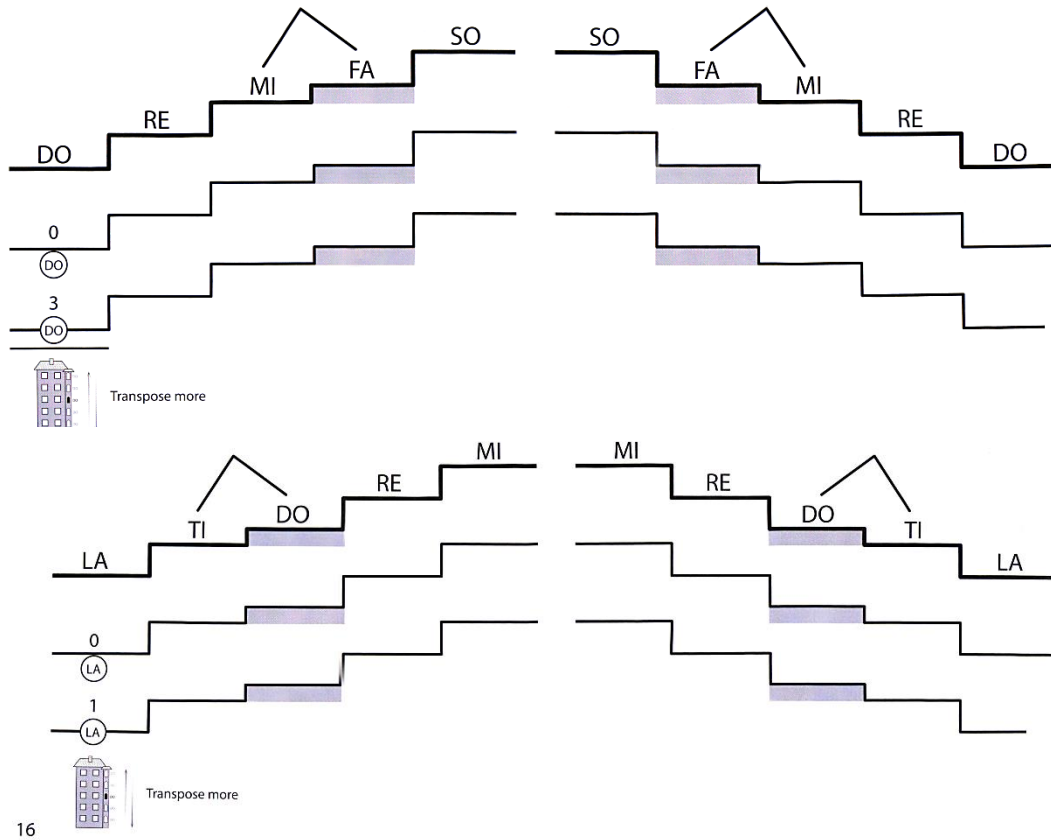 SO SO
FA FA
MI MI
RE RE
DO DO
0
DO
3
DO
Transpose more
MI MI
RE RE
DO DO
TI TI
LA LA
0
LA
1
LA
Transpose more
16